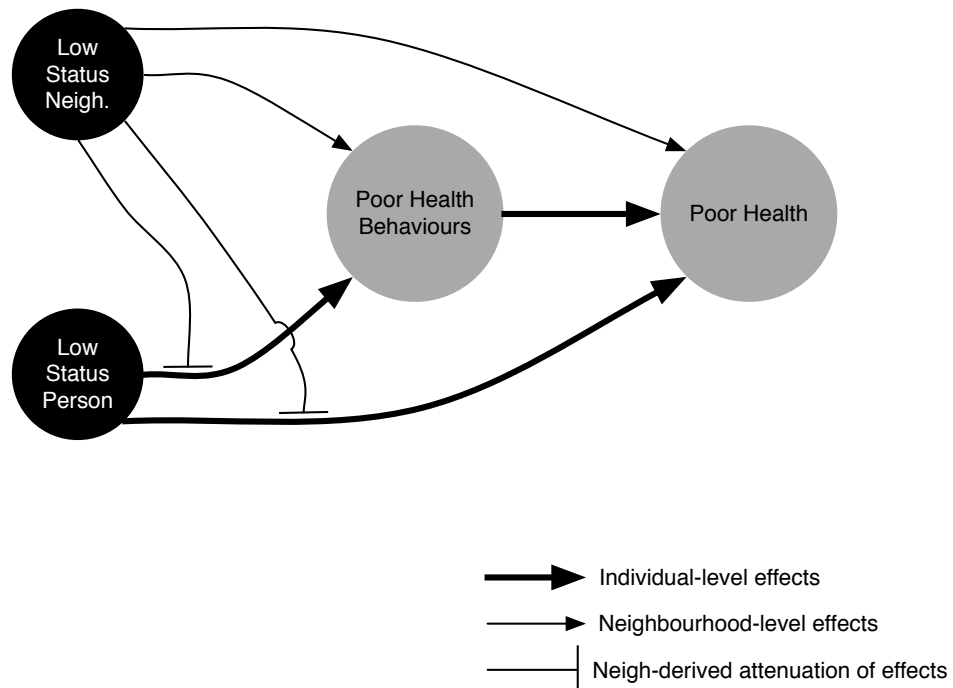 Low
Status
Neigh.
Poor Health
Behaviours
Poor Health
Low
Status
Person
Individual-level effects
Neighbourhood-level effects
Neigh-derived attenuation of effects